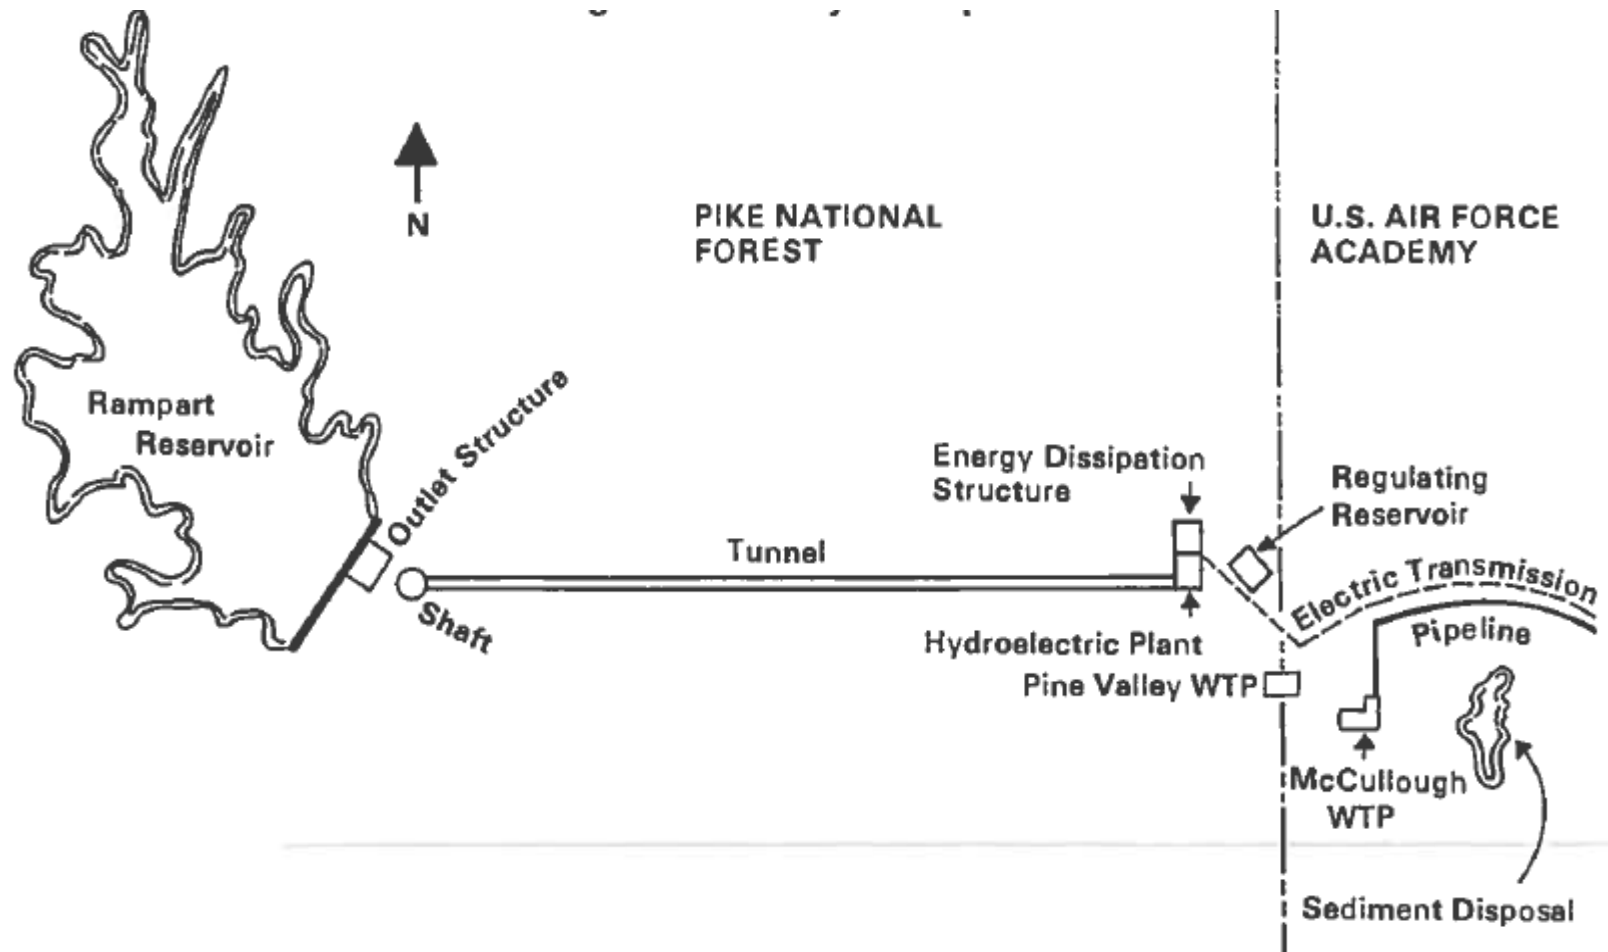 N
PIKE NATIONAL
FOREST
U.S. AIR FORCE
ACADEMY
Rampart
Reservoir
Outlet Structure
Shaft
Tunnel
Energy Dissipation
Structure
Regulating
Reservoir
Electric Transmission
Pipeline
Hydroelectric Plant
Pine Valley WTP
McCullough
WTP
Sediment Disposal